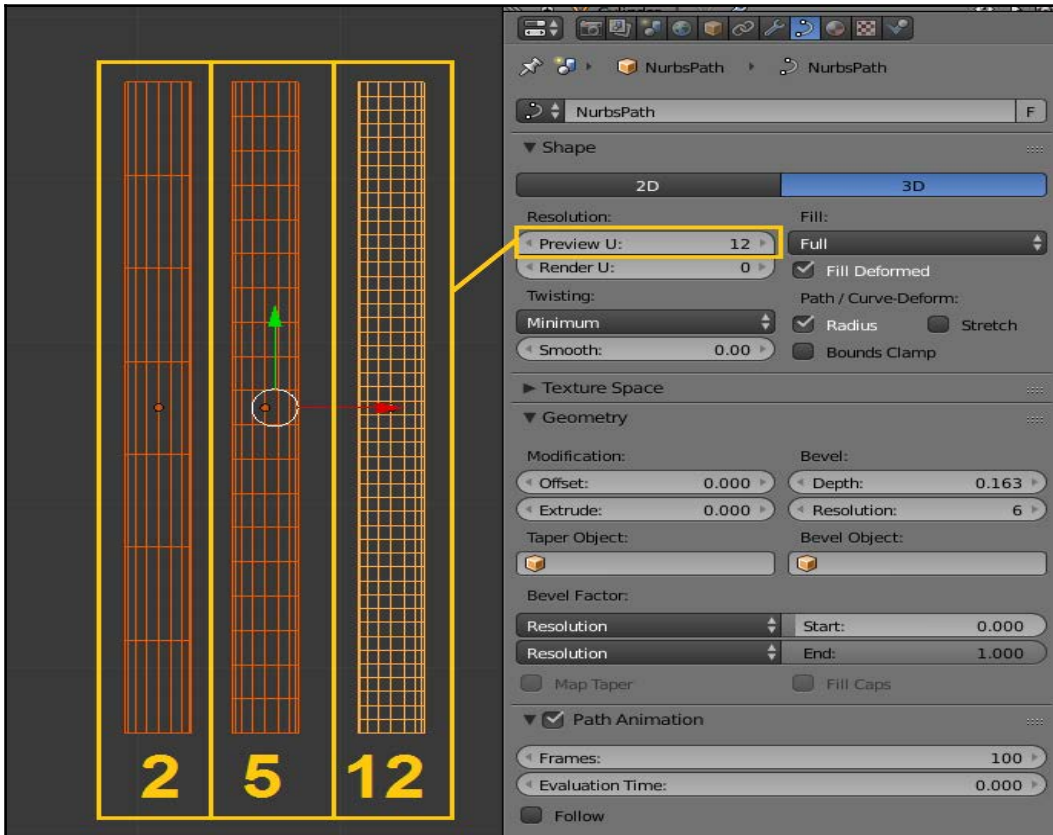 NurbsPath NurbsPath
NurbsPath F
Shape
2D 3D
Resolution: Fill:
Preview U: 12 Full
Render U: 0 Fill Deformed
Twisting: Path / Curve-Deform:
Minimum Radius Stretch
Smooth: 0.00 Bounds Clamp
Texture Space
Geometry
Modification: Bevel:
Offset: 0.000 Depth: 0.163
Extrude: 0.000 Resolution: 6
Taper Object: Bevel Object:
Bevel Factor:
Resolution Start: 0.000
Resolution End: 1.000
Map Taper Fill Caps
Path Animation
2 5 12
Frames: 100
Evaluation Time: 0.000
Follow